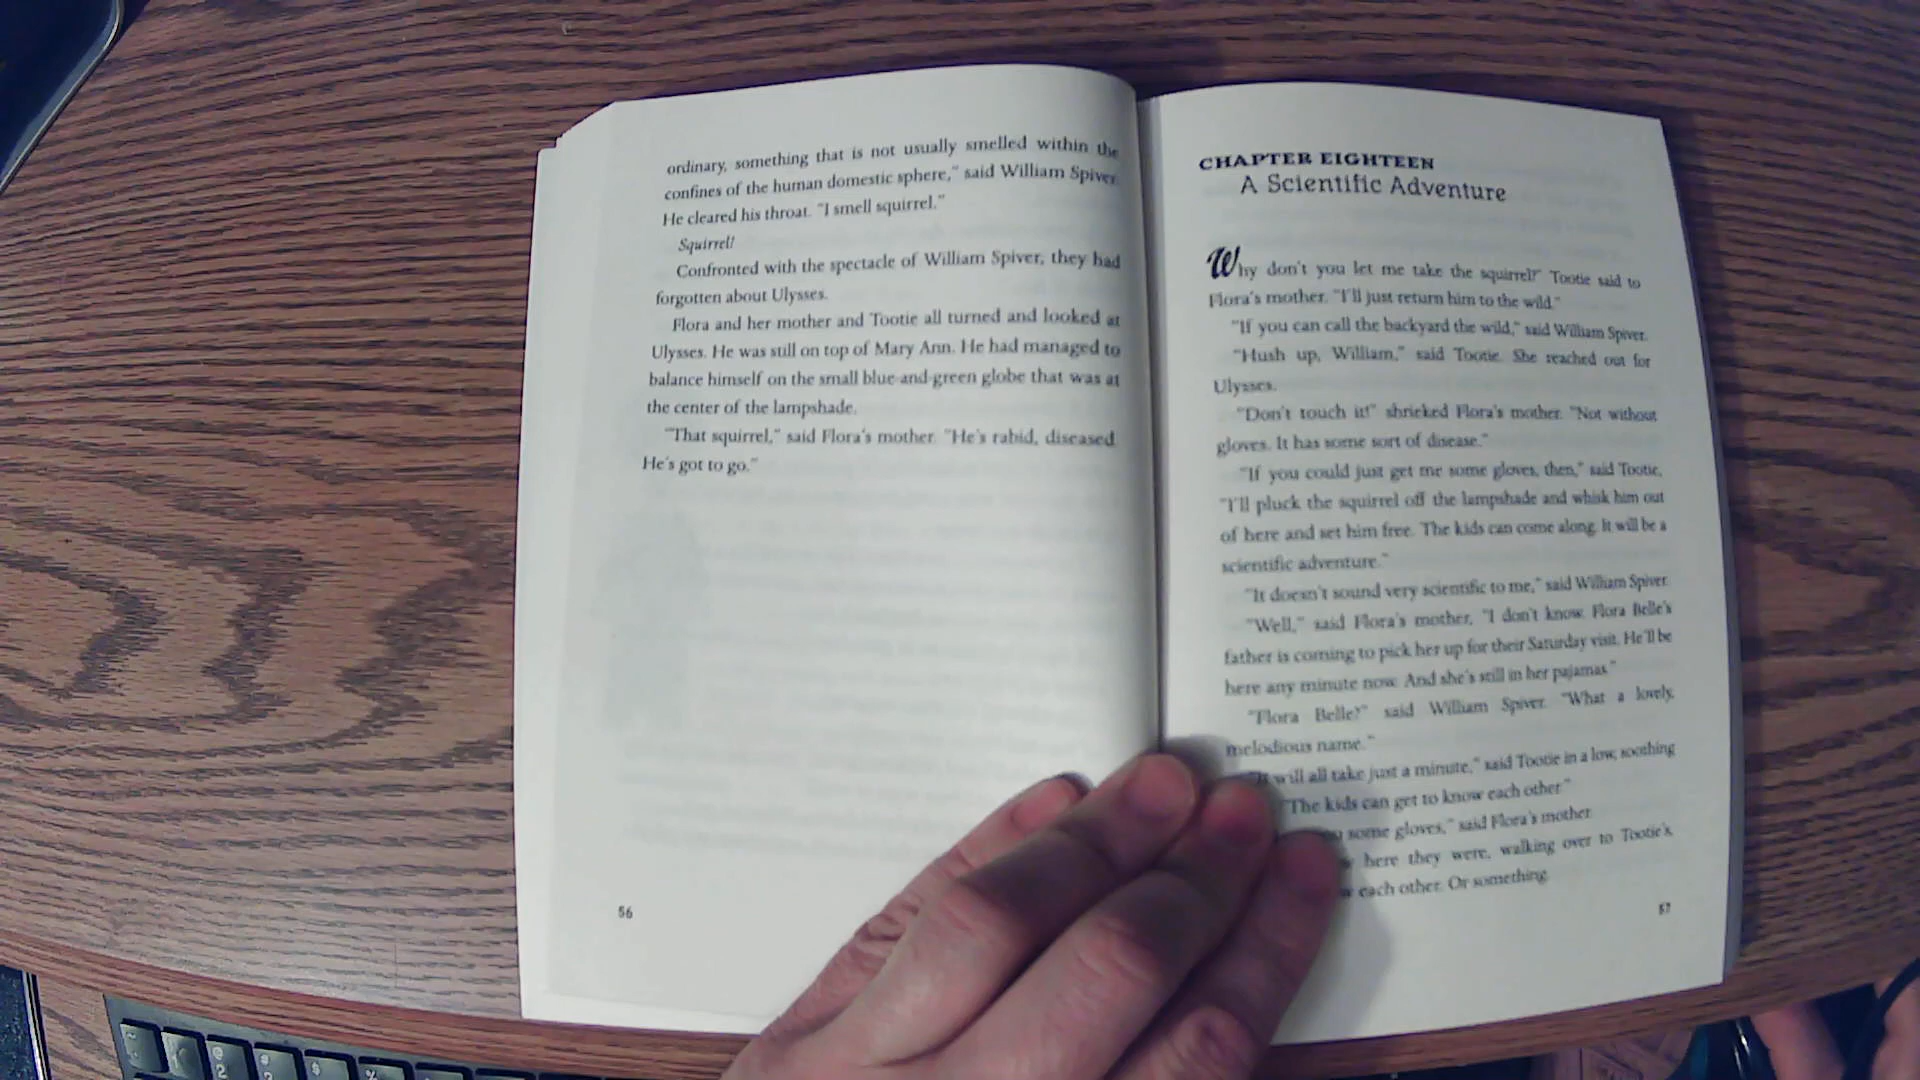 ordinary, something that is not usually smelled within the
confines of the human domestic sphere," said William Spiver.
He cleared his throat. "I smell squirrel."
Squirrel!
Confronted with the spectacle of William Spiver, they had
forgotten about Ulysses.
Flora and her mother and Tootie all turned and looked at
Ulysses. He was still on top of Mary Ann. He had managed to
balance himself on the small blue-and-green globe that was at
the center of the lampshade.
"That squirrel," said Flora's mother. "He's rabid, diseased.
He's got to go."
56
CHAPTER EIGHTEEN
A Scientific Adventure
Why don't you let me take the squirrel?" Tootie said to
Flora's mother. "I'll just return him to the wild."
"If you can call the backyard the wild," said William Spiver.
"Hush up, William," said Tootie. She reached out for
Ulysses.
"Don't touch it!" shrieked Flora's mother. "Not without
gloves. It has some sort of disease."
"If you could just get me some gloves, then," said Tootie,
"I'll pluck the squirrel off the lampshade and whisk him out
of here and set him free. The kids can come along. It will be a
scientific adventure."
"It doesn't sound very scientific to me," said William Spiver.
"Well," said Flora's mother, "I don't know. Flora Belle's
father is coming to pick her up for their Saturday visit. He'll be
here any minute now. And she's still in her pajamas."
"Flora Belle?" said William Spiver. "What a lovely,
melodious name."
will all take just a minute," said Tootie in a low, soothing
"The kids can get to know each other."
some gloves," said Flora's mother.
here they were, walking over to Tootie's,
each other. Or something.
57
2
#
$
%